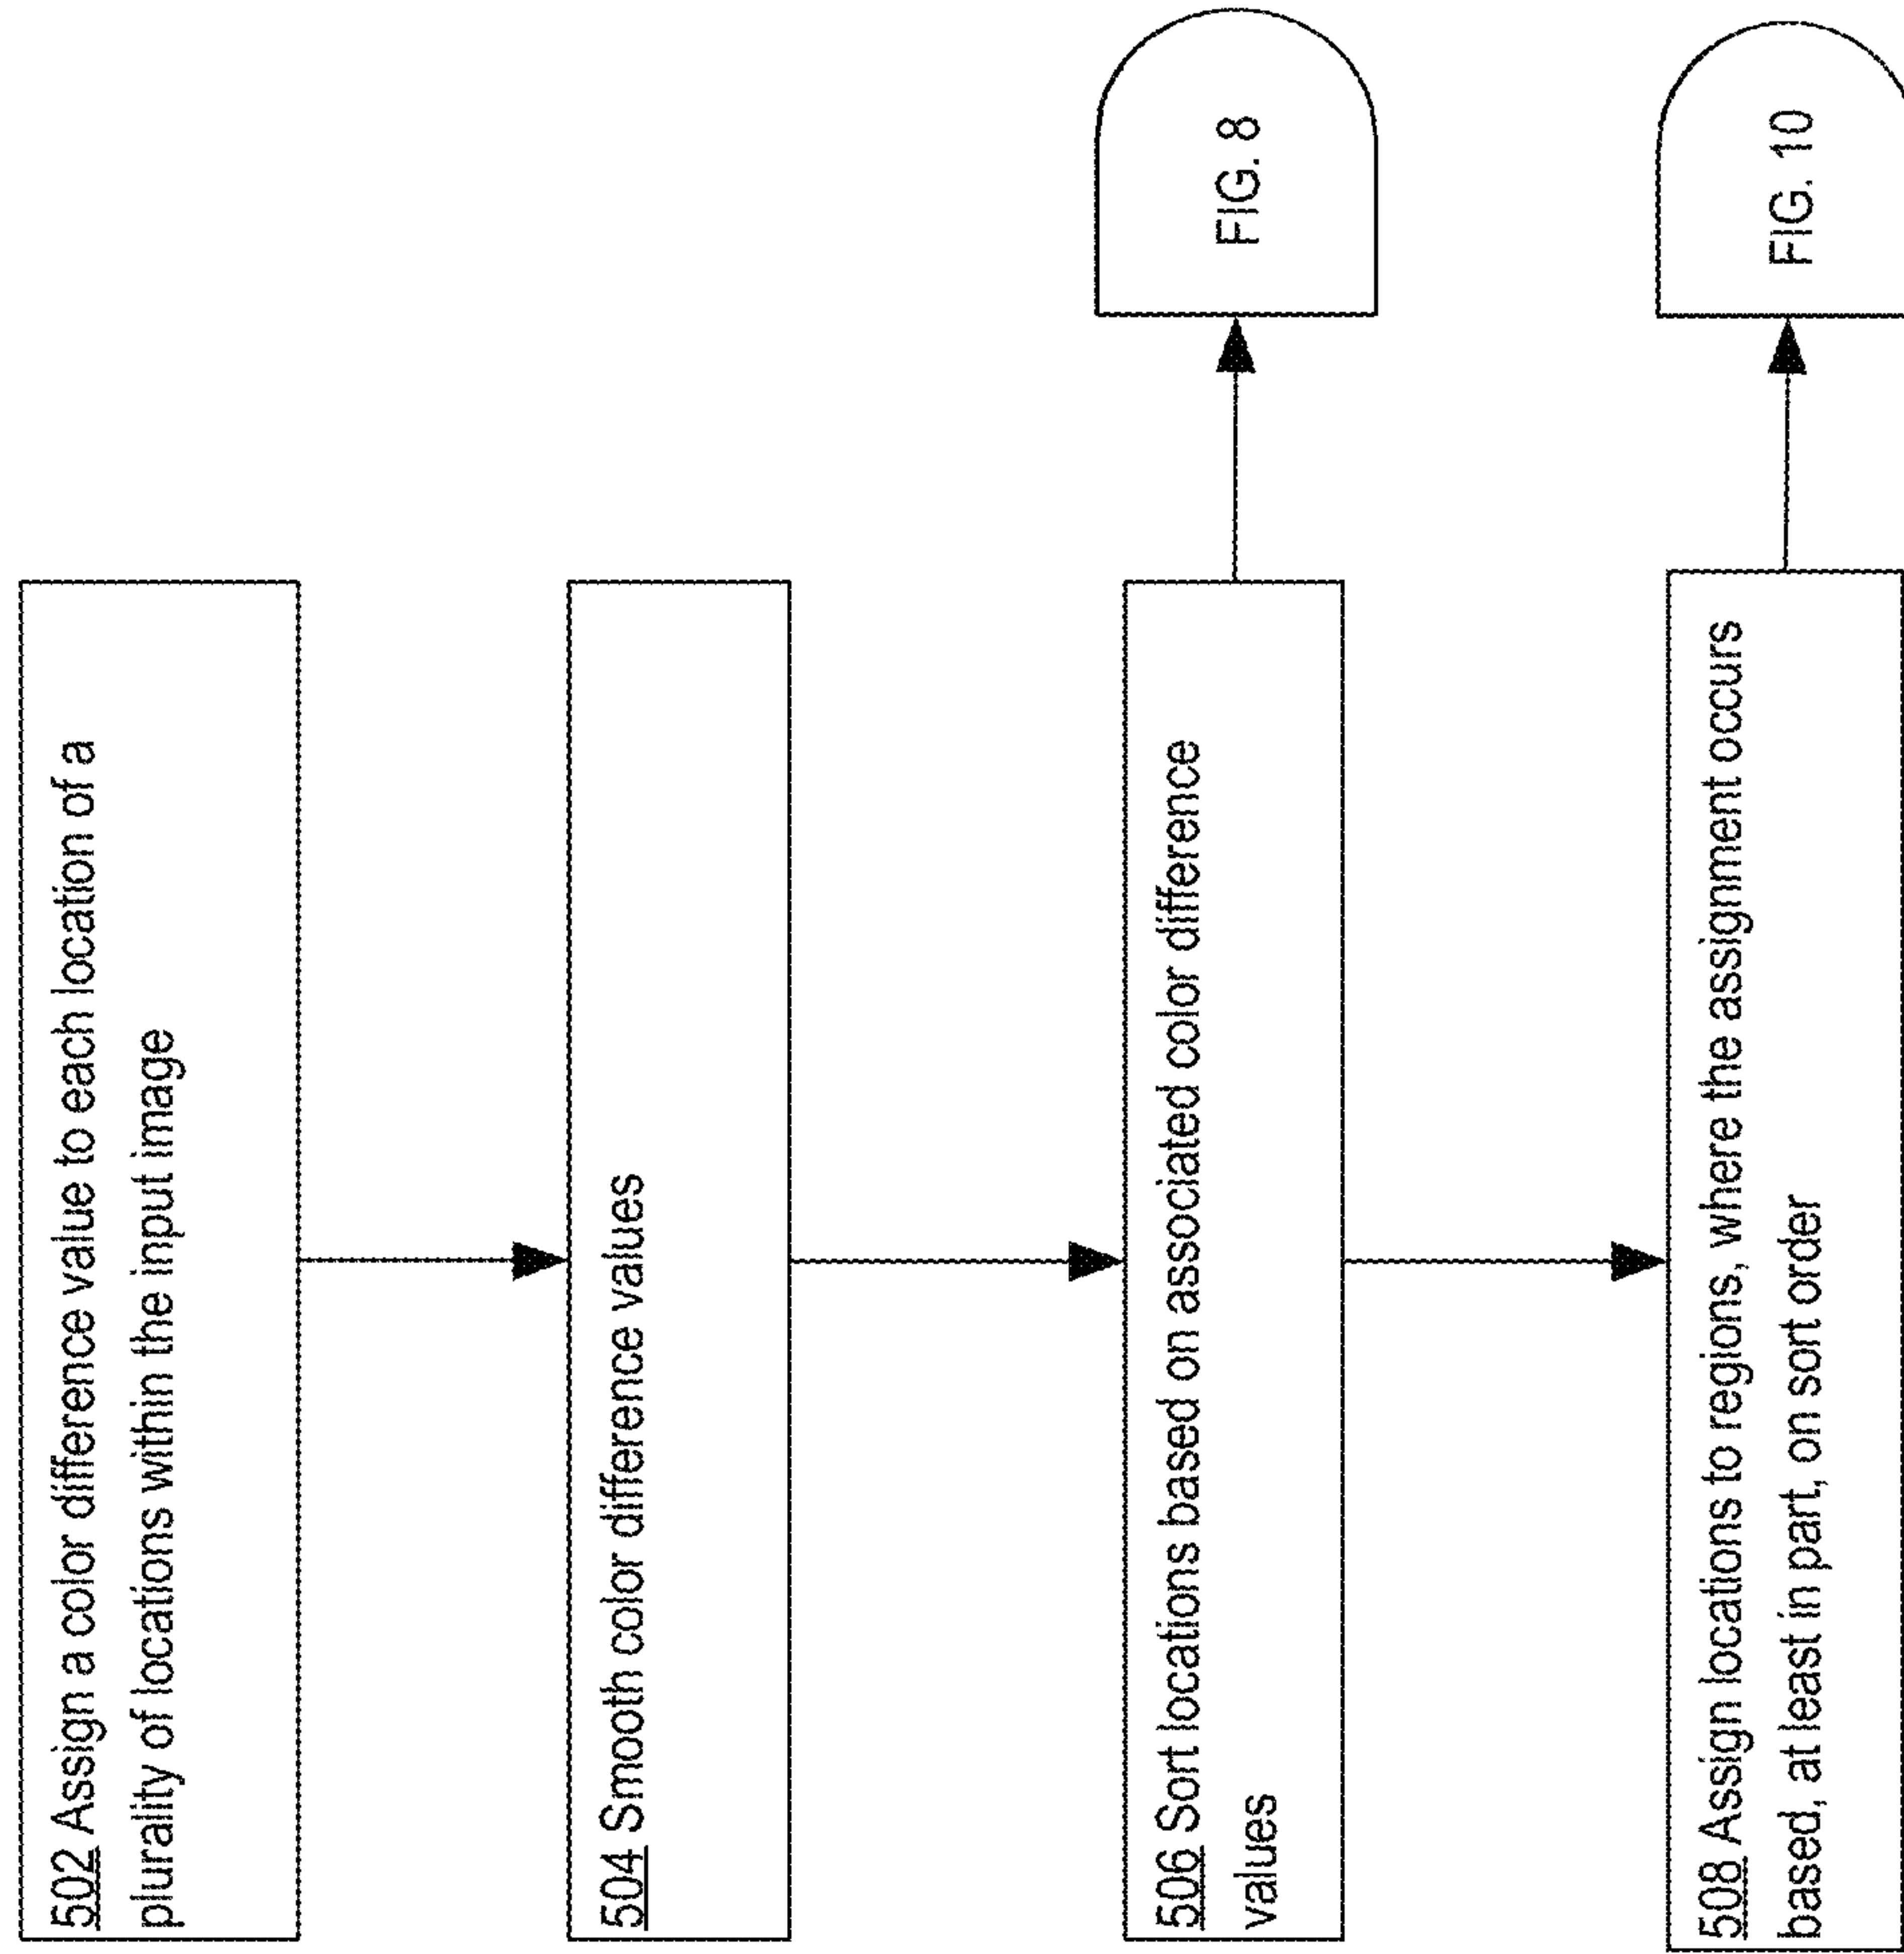 502 Assign a color difference value to each location of a
plurality of locations within the input image
504 Smooth color difference values
506 Sort locations based on associated color difference
values
FIG. 8
508 Assign locations to regions, where the assignment occurs
based, at least in part, on sort order
FIG. 10